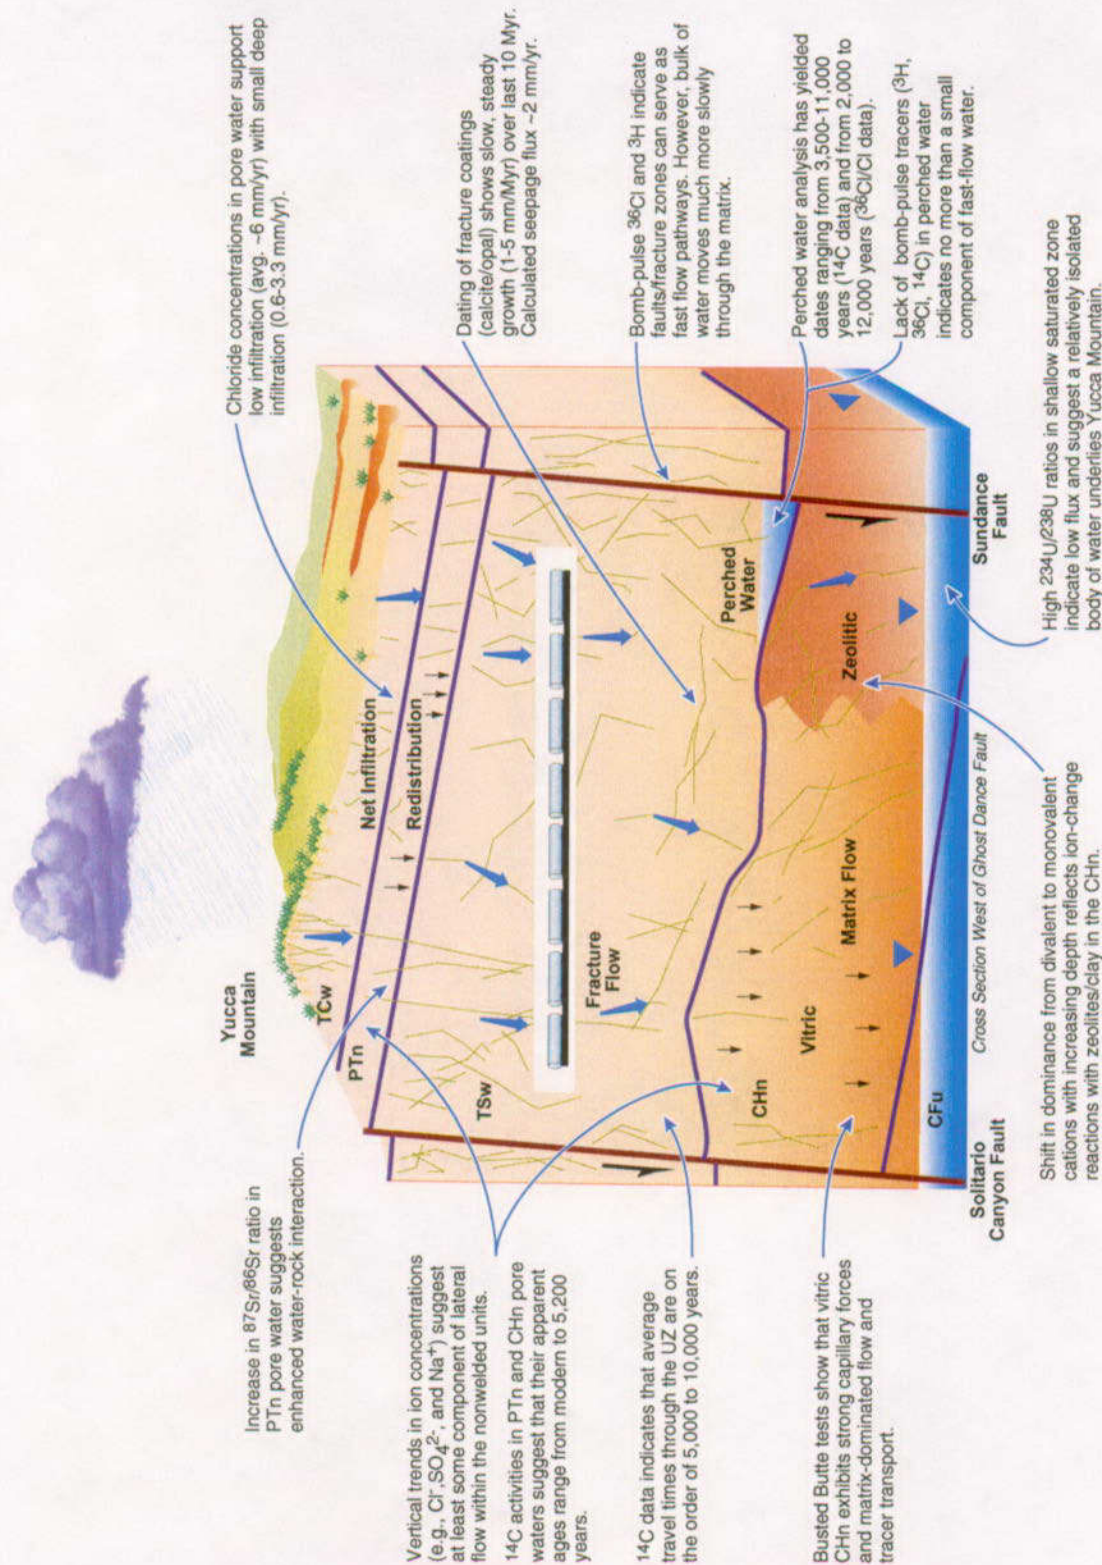 Yucca
Mountain
Increase in 87Sr/86Sr ratio in
PTn pore water suggests
enhanced water-rock interaction.
Vertical trends in ion concentrations
(e.g., Cl⁻,SO₄²⁻, and Na⁺) suggest
at least some component of lateral
flow within the nonwelded units.
14C activities in PTn and CHn pore
waters suggest that their apparent
ages range from modern to 5,200
years.
14C data indicates that average
travel times through the UZ are on
the order of 5,000 to 10,000 years.
Busted Butte tests show that vitric
CHn exhibits strong capillary forces
and matrix-dominated flow and
tracer transport.
TCw
PTn
TSw
Net Infiltration
Redistribution
Fracture
Flow
Perched
Water
CHn
Vitric
Matrix Flow
Zeolitic
CFu
Solitario
Canyon Fault
Cross Section West of Ghost Dance Fault
Sundance
Fault
Chloride concentrations in pore water support
low infiltration (avg. ~6 mm/yr) with small deep
infiltration (0.6-3.3 mm/yr).
Dating of fracture coatings
(calcite/opal) shows slow, steady
growth (1-5 mm/Myr) over last 10 Myr.
Calculated seepage flux ~2 mm/yr.
Bomb-pulse ³⁶Cl and ³H indicate
faults/fracture zones can serve as
fast flow pathways. However, bulk of
water moves much more slowly
through the matrix.
Perched water analysis has yielded
dates ranging from 3,500-11,000
years (¹⁴C data) and from 2,000 to
12,000 years (³⁶Cl/Cl data).
Lack of bomb-pulse tracers (³H,
36Cl, 14C) in perched water
indicates no more than a small
component of fast-flow water.
Shift in dominance from divalent to monovalent
cations with increasing depth reflects ion-change
reactions with zeolites/day in the CHn.
High 234U/238U ratios in shallow saturated zone
indicate low flux and suggest a relatively isolated
body of water underlies Yucca Mountain.